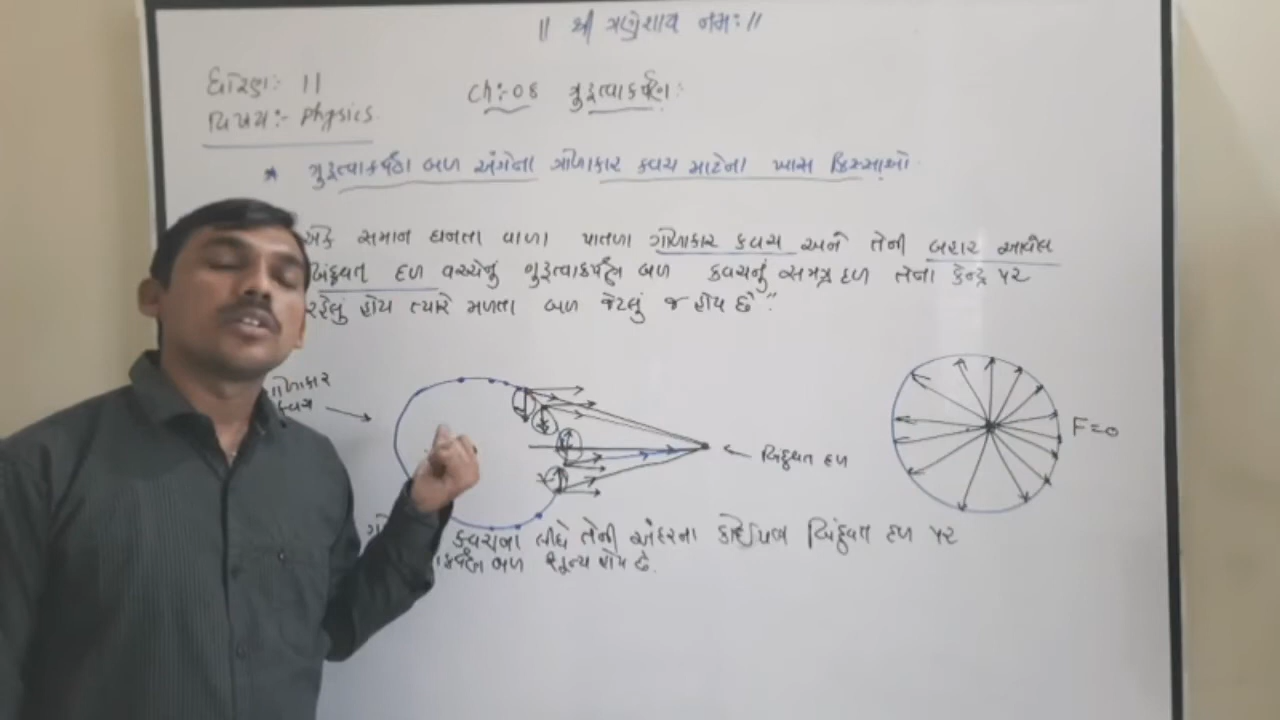 || શ્રી ગણેશાય નમઃ ||
ધોરણઃ- 11
વિષયઃ- Physics
Ch:-08 ગુરુત્વાકર્ષણ:
* ગુરુત્વાકર્ષણ બળ અંગેના ગોળાકાર કવચ માટેના ખાસ કિસ્સાઓ
એક સમાન ઘનતા વાળા પાતળા ગોળાકાર કવચ અને તેની બહાર આવેલ
બિંદુવત દળ વચ્ચેનું ગુરુત્વાકર્ષણ બળ કવચનું સમગ્ર દળ તેના કેન્દ્ર પર
રહેલું હોય ત્યારે મળતા બળ જેટલું જ હોય છે"
કવચ
બિંદુવત દળ
F=0
કવચના લીધે તેની અંદરના કોઈપણ બિંદુવત દળ પર
બળ શૂન્ય હોય છે.